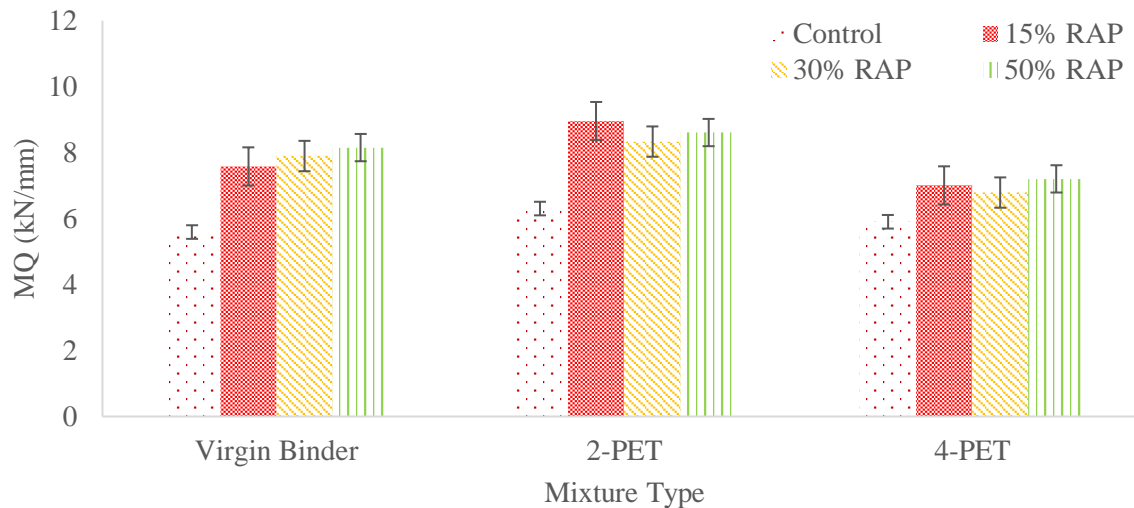 12
10
8
6
4
2
0
MQ (kN/mm)
Control 15% RAP
30% RAP 50% RAP
Virgin Binder 2-PET 4-PET
Mixture Type